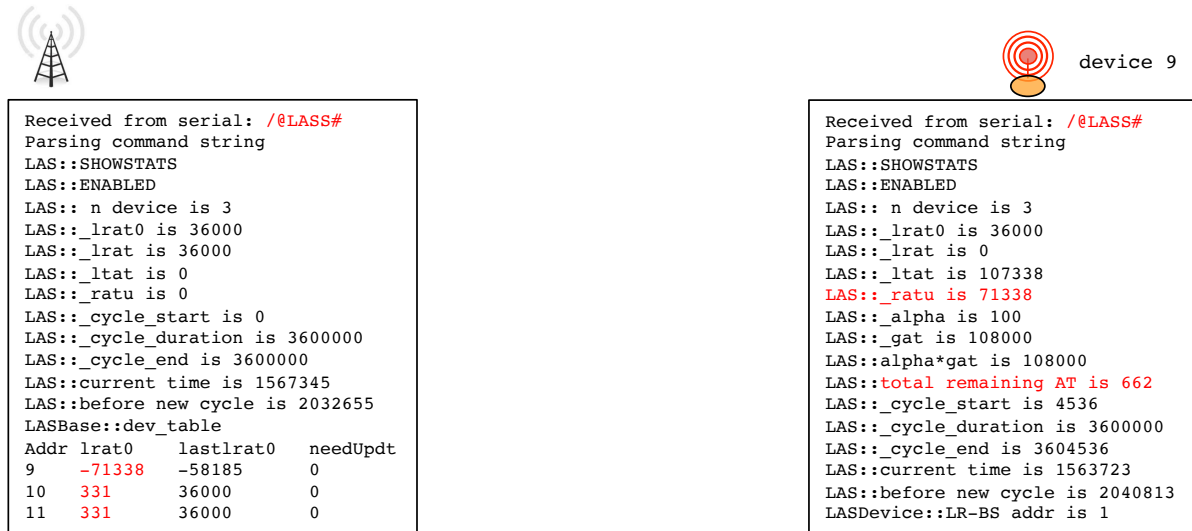 device 9
Received from serial: /@LASS#
Parsing command string
LAS::SHOWSTATS
LAS::ENABLED
LAS:: n device is 3
LAS::_lrat0 is 36000
LAS::_lrat is 36000
LAS::_ltat is 0
LAS::_ratu is 0
LAS::_cycle_start is 0
LAS::_cycle_duration is 3600000
LAS::_cycle_end is 3600000
LAS::current time is 1567345
LAS::before new cycle is 2032655
LASBase::dev_table
Addr lrat0 lastlrat0 needUpdt
9 -71338 -58185 0
10 331 36000 0
11 331 36000 0
Received from serial: /@LASS#
Parsing command string
LAS::SHOWSTATS
LAS::ENABLED
LAS:: n device is 3
LAS::_lrat0 is 36000
LAS::_lrat is 0
LAS::_ltat is 107338
LAS::_ratu is 71338
LAS::_alpha is 100
LAS::_gat is 108000
LAS::alpha*gat is 108000
LAS::total remaining AT is 662
LAS::_cycle_start is 4536
LAS::_cycle_duration is 3600000
LAS::_cycle_end is 3604536
LAS::current time is 1563723
LAS::before new cycle is 2040813
LASDevice::LR-BS addr is 1